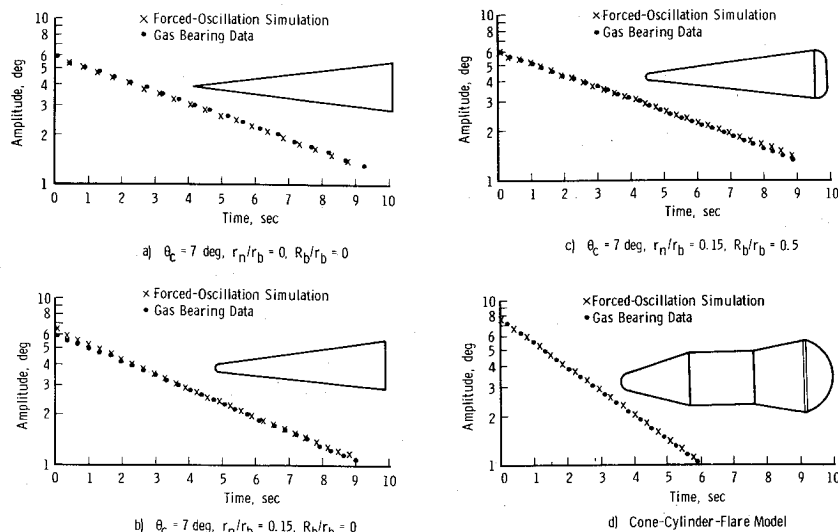 10
8
6
5
4
3
2
1
Amplitude, deg
× Forced-Oscillation Simulation
• Gas Bearing Data
0 1 2 3 4 5 6 7 8 9 10
Time, sec
a) θc = 7 deg, rn/rb = 0, Rb/rb = 0
10
8
6
5
4
3
2
1
Amplitude, deg
× Forced-Oscillation Simulation
• Gas Bearing Data
0 1 2 3 4 5 6 7 8 9 10
Time, sec
b) θc = 7 deg, rn/rb = 0.15, Rb/rb = 0
10
8
6
5
4
3
2
1
Amplitude, deg
× Forced-Oscillation Simulation
• Gas Bearing Data
0 1 2 3 4 5 6 7 8 9 10
Time, sec
c) θc = 7 deg, rn/rb = 0.15, Rb/rb = 0.5
10
8
6
5
4
3
2
1
Amplitude, deg
× Forced-Oscillation Simulation
• Gas Bearing Data
0 1 2 3 4 5 6 7 8 9 10
Time, sec
d) Cone-Cylinder-Flare Model